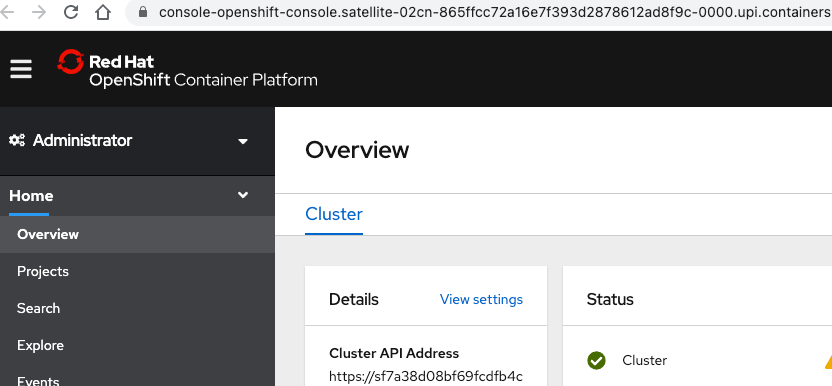 console-openshift-console.satellite-02cn-865ffcc72a16e7f393d2878612ad8f9c-0000.upi.containers
Red Hat
OpenShift Container Platform
Administrator
Overview
Home
Cluster
Overview
Projects
Details
View settings
Status
Search
Explore
Cluster API Address
Cluster
https://sf7a38d08bf69fcdfb4c
Events